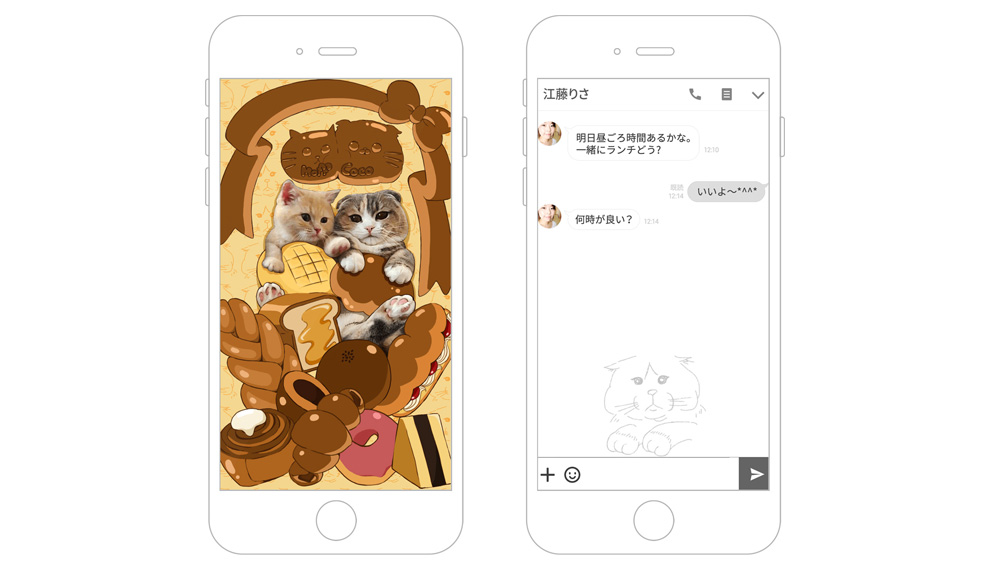 Moff Coco
江藤りさ
明日昼ごろ時間あるかな。
一緒にランチどう?
12:10
既読
12:14
いいよ～*^^*
何時が良い？
12:14